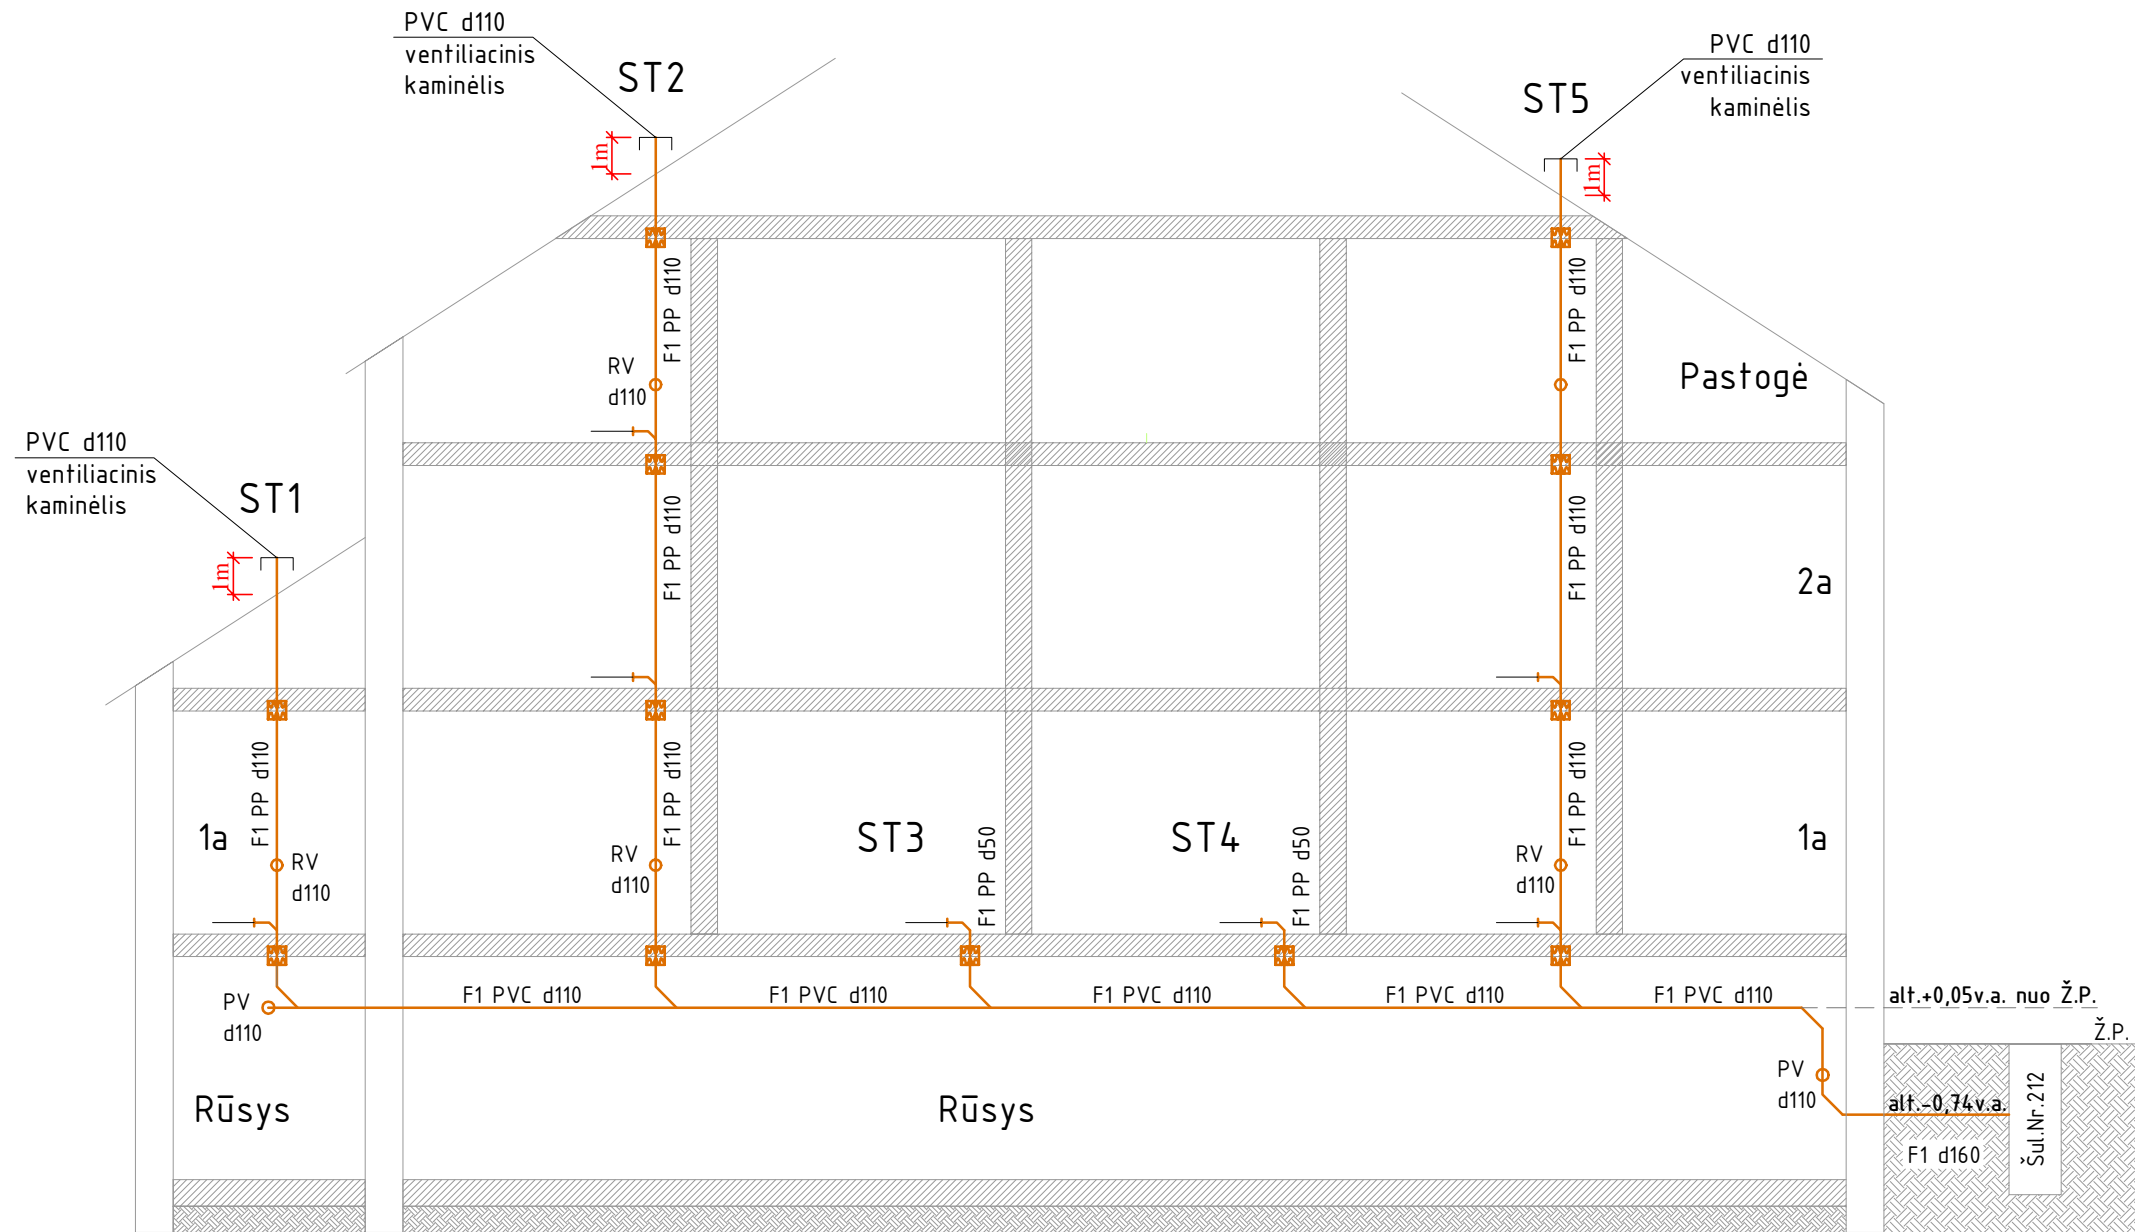 PVC d110
ventiliacinis
kaminėlis
ST2
1m
PVC d110
ventiliacinis
kaminėlis
ST5
1m
F1 PP d110
F1 PP d110
RV
d110
Pastogė
PVC d110
ventiliacinis
kaminėlis
ST1
1m
F1 PP d110
F1 PP d110
2a
F1 PP d110
1a
RV
d110
F1 PP d110
RV
d110
ST3
F1 PP d50
ST4
F1 PP d50
F1 PP d110
RV
d110
1a
PV
d110
F1 PVC d110
F1 PVC d110
F1 PVC d110
F1 PVC d110
F1 PVC d110
alt.+0,05v.a. nuo Ž.P.
Ž.P.
PV
d110
alt.-0,74v.a.
F1 d160
Šul.Nr.212
Rūsys
Rūsys